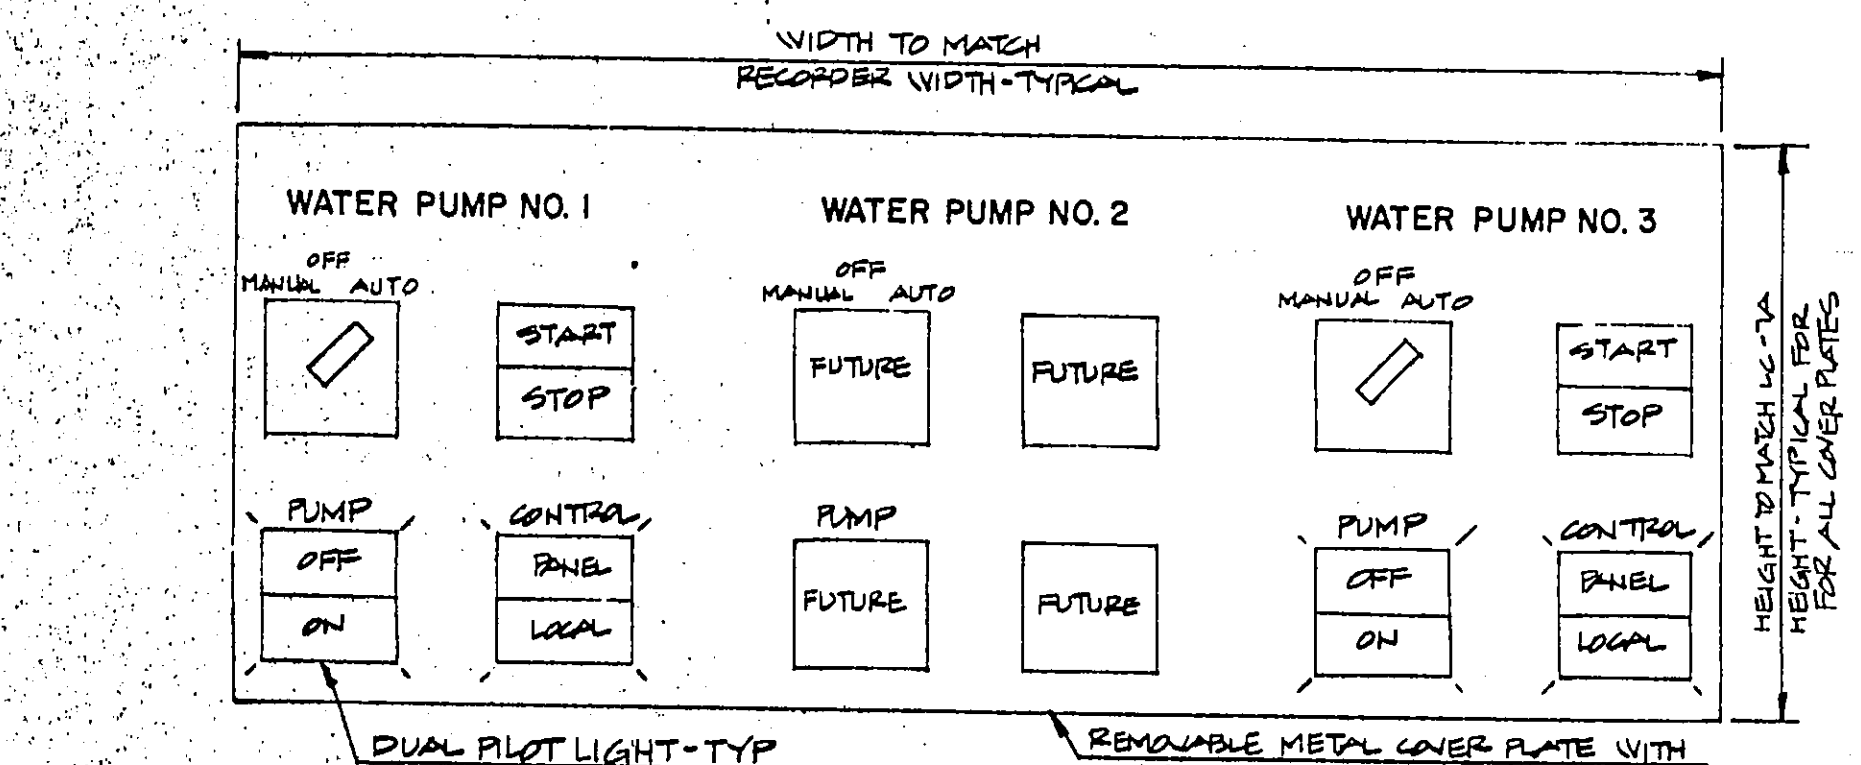 WIDTH TO MATCH
RECORDER WIDTH-TYPICAL
WATER PUMP NO. 1
WATER PUMP NO. 2
WATER PUMP NO. 3
OFF
MANUAL AUTO
OFF
MANUAL AUTO
OFF
MANUAL AUTO
START
STOP
FUTURE
FUTURE
START
STOP
PUMP
CONTROL
PUMP
PUMP
CONTROL
OFF
ON
PANEL
LOCAL
FUTURE
FUTURE
OFF
ON
PANEL
LOCAL
HEIGHT TO MATCH LC-7A
HEIGHT-TYPICAL FOR
FOR ALL COVER PLATES
DUAL PILOT LIGHT-TYP
REMOVABLE METAL COVER PLATE WITH